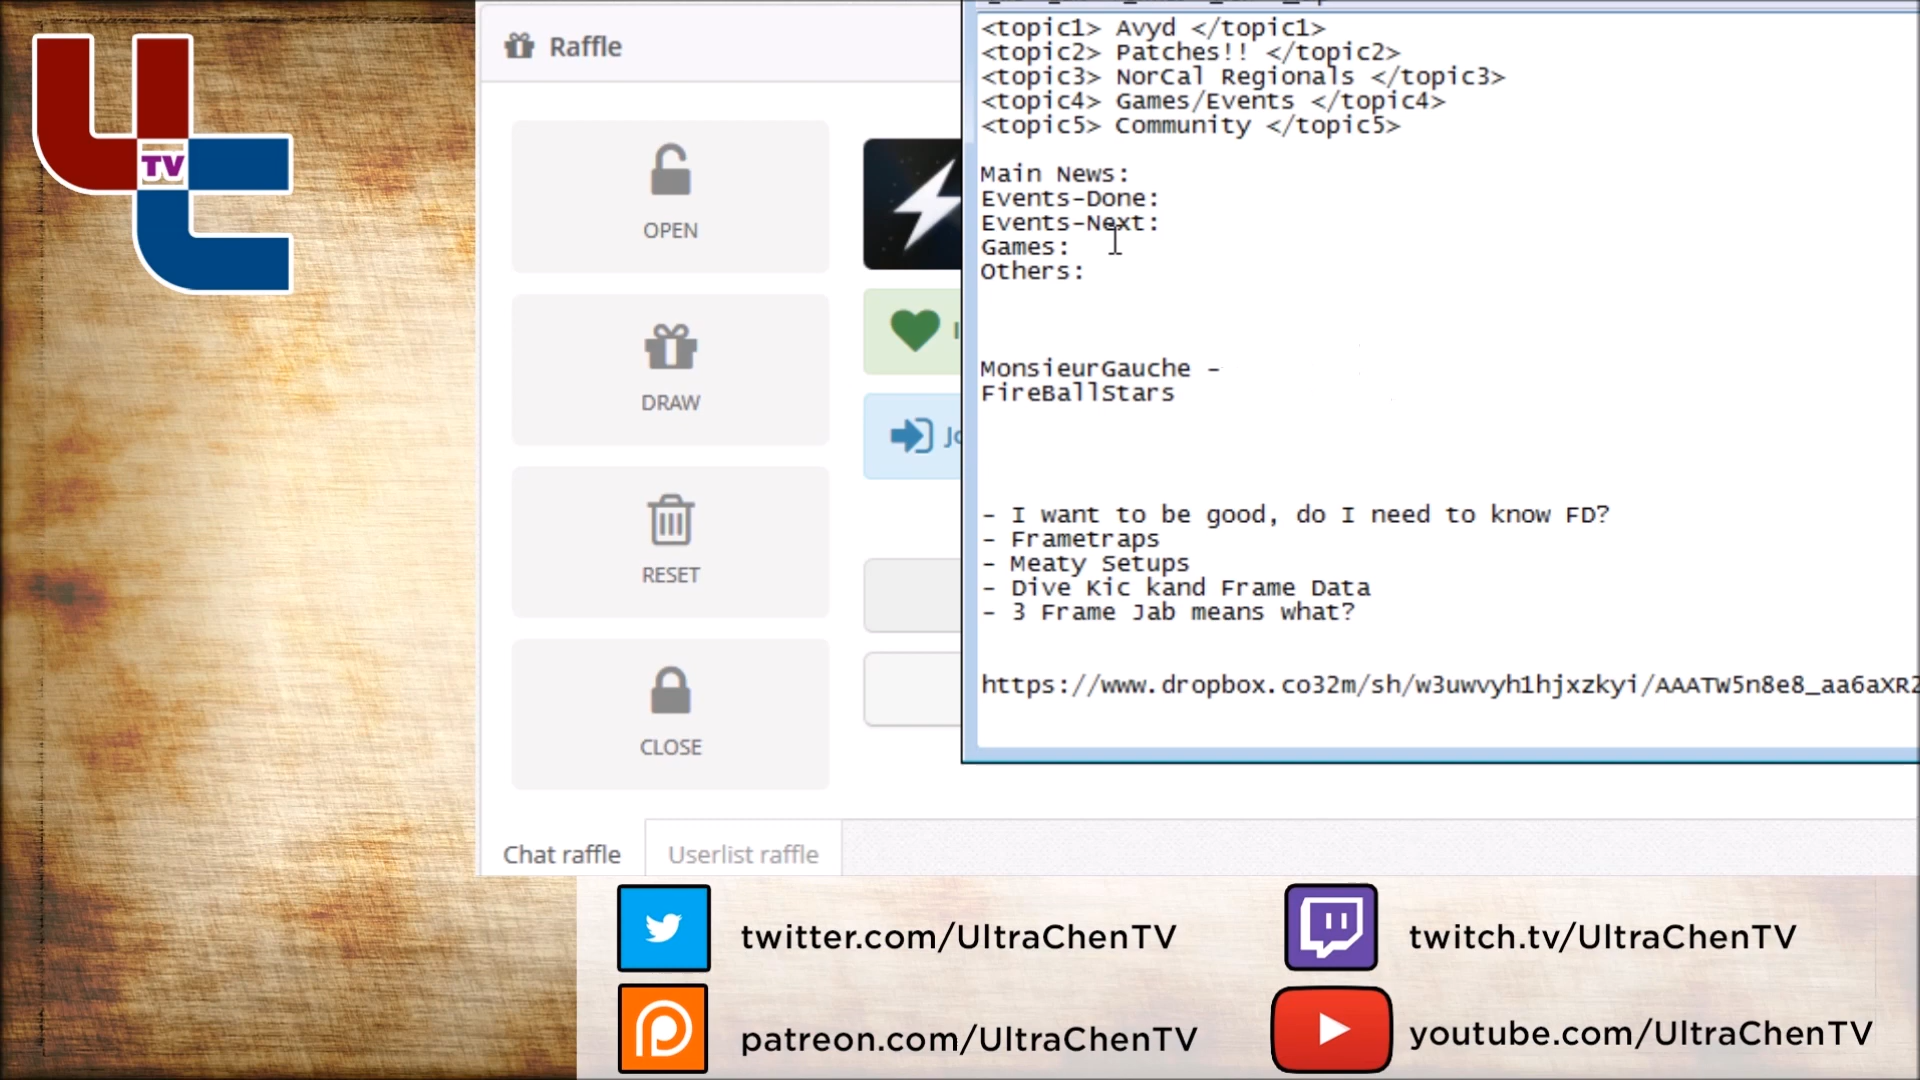 UC
TV
Raffle
OPEN
DRAW
RESET
CLOSE
Chat raffle
Userlist raffle
<topic1> Avyd </topic1>
<topic2> Patches!! </topic2>
<topic3> NorCal Regionals </topic3>
<topic4> Games/Events </topic4>
<topic5> Community </topic5>
Main News:
Events-Done:
Events-Next:
Games:
Others:
MonsieurGauche -
FireBallStars
- I want to be good, do I need to know FD?
- Frametraps
- Meaty Setups
- Dive Kic kand Frame Data
- 3 Frame Jab means what?
https://www.dropbox.co32m/sh/w3uwvyh1hjxzkyi/AAATW5n8e8_aa6aXR2
twitter.com/UltraChenTV
twitch.tv/UltraChenTV
patreon.com/UltraChenTV
youtube.com/UltraChenTV